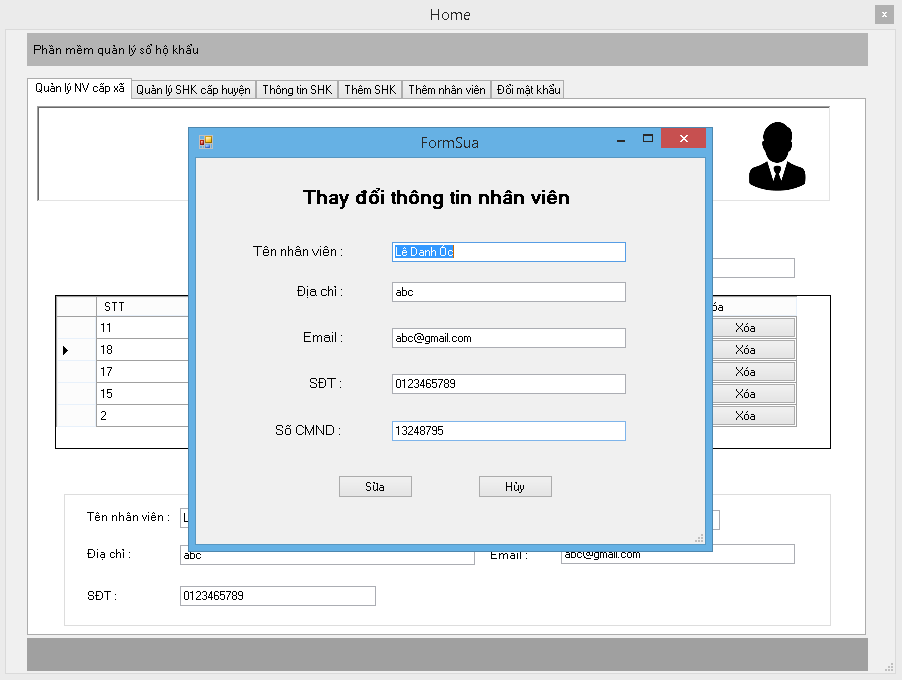 Home
x
Phần mềm quản lý sổ hộ khẩu
Quản lý NV cấp xã
Quản lý SHK cấp huyện
Thông tin SHK
Thêm SHK
Thêm nhân viên
Đổi mật khẩu
FormSua
Thay đổi thông tin nhân viên
Tên nhân viên :
Lê Danh Ốc
Địa chỉ :
abc
Email :
abc@gmail.com
SĐT :
0123465789
Số CMND :
13248795
Sửa
Hủy
STT
óa
11
Xóa
18
Xóa
17
Xóa
15
Xóa
2
Xóa
Tên nhân viên :
L
Địa chỉ :
abc
Email :
abc@gmail.com
SĐT :
0123465789